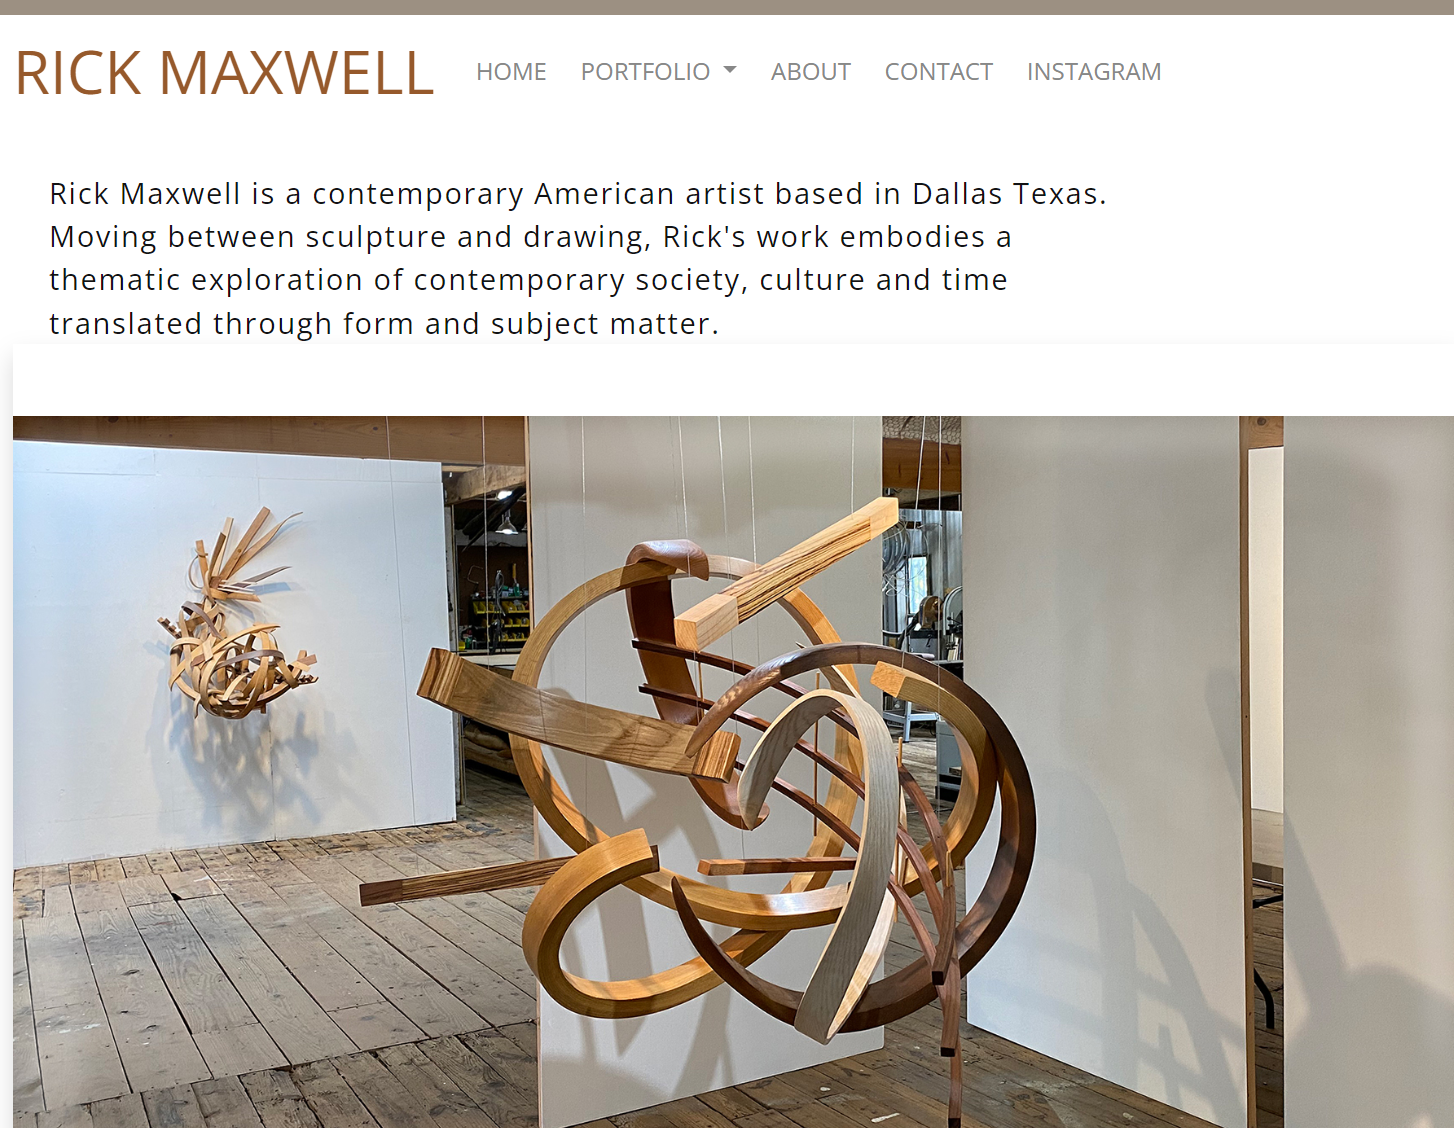 RICK MAXWELL HOME PORTFOLIO ABOUT CONTACT INSTAGRAM
Rick Maxwell is a contemporary American artist based in Dallas Texas.
Moving between sculpture and drawing, Rick's work embodies a
thematic exploration of contemporary society, culture and time
translated through form and subject matter.